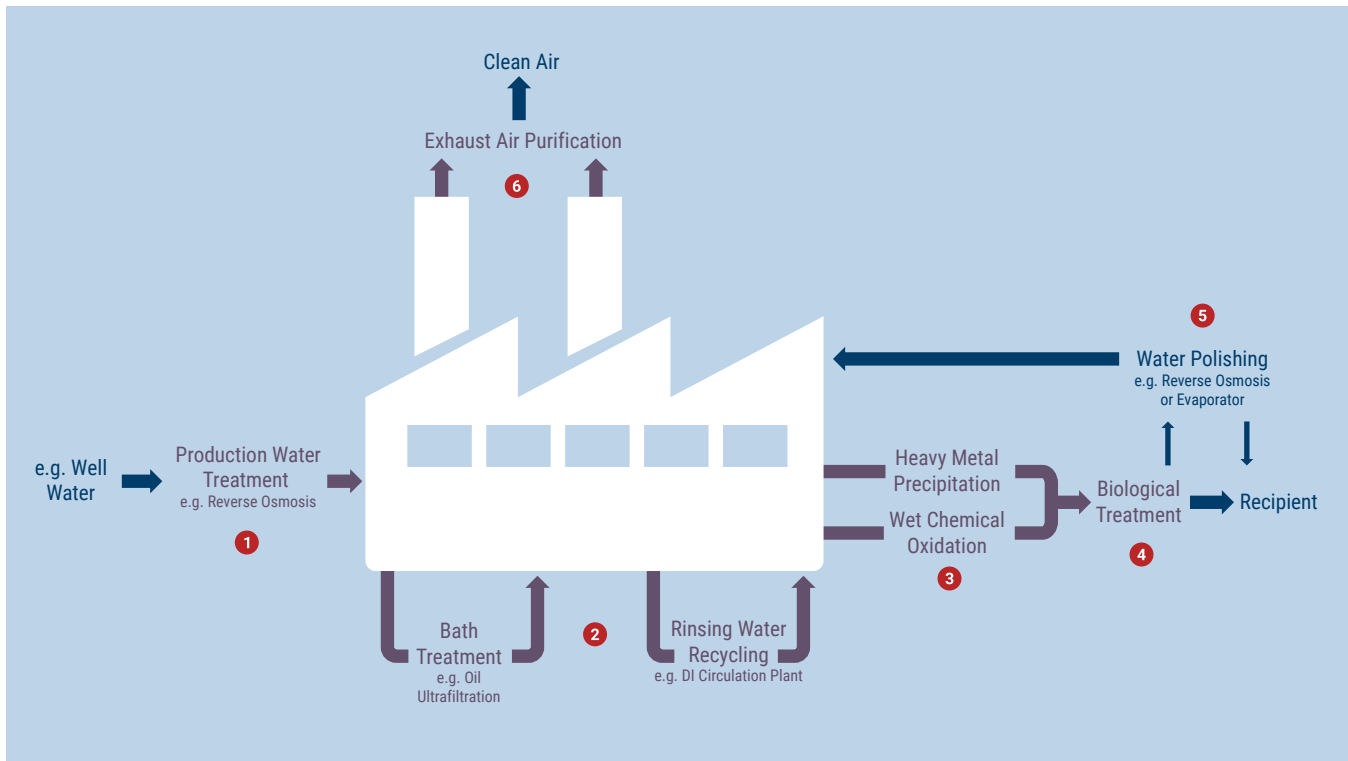 Clean Air
Exhaust Air Purification
6
5
Water Polishing
e.g. Reverse Osmosis
or Evaporator
e.g. Well
Water
Production Water
Treatment
e.g. Reverse Osmosis
1
Heavy Metal
Precipitation
Wet Chemical
Oxidation
3
Biological
Treatment
4
Recipient
Bath
Treatment
e.g. Oil
Ultrafiltration
2
Rinsing Water
Recycling
e.g. DI Circulation Plant